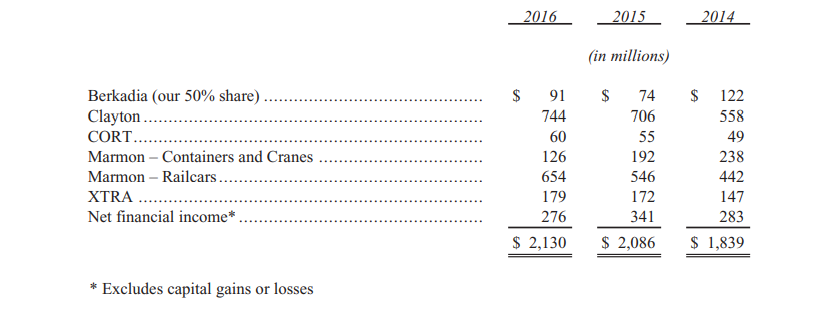 2016 2015 2014
(in millions)
Berkadia (our 50% share) ................................................ $ 91 $ 74 $ 122
Clayton .......................................................................... 744 706 558
CORT............................................................................ 60 55 49
Marmon – Containers and Cranes .................................... 126 192 238
Marmon – Railcars.......................................................... 654 546 442
XTRA ........................................................................... 179 172 147
Net financial income* ..................................................... 276 341 283
$ 2,130 $ 2,086 $ 1,839
* Excludes capital gains or losses